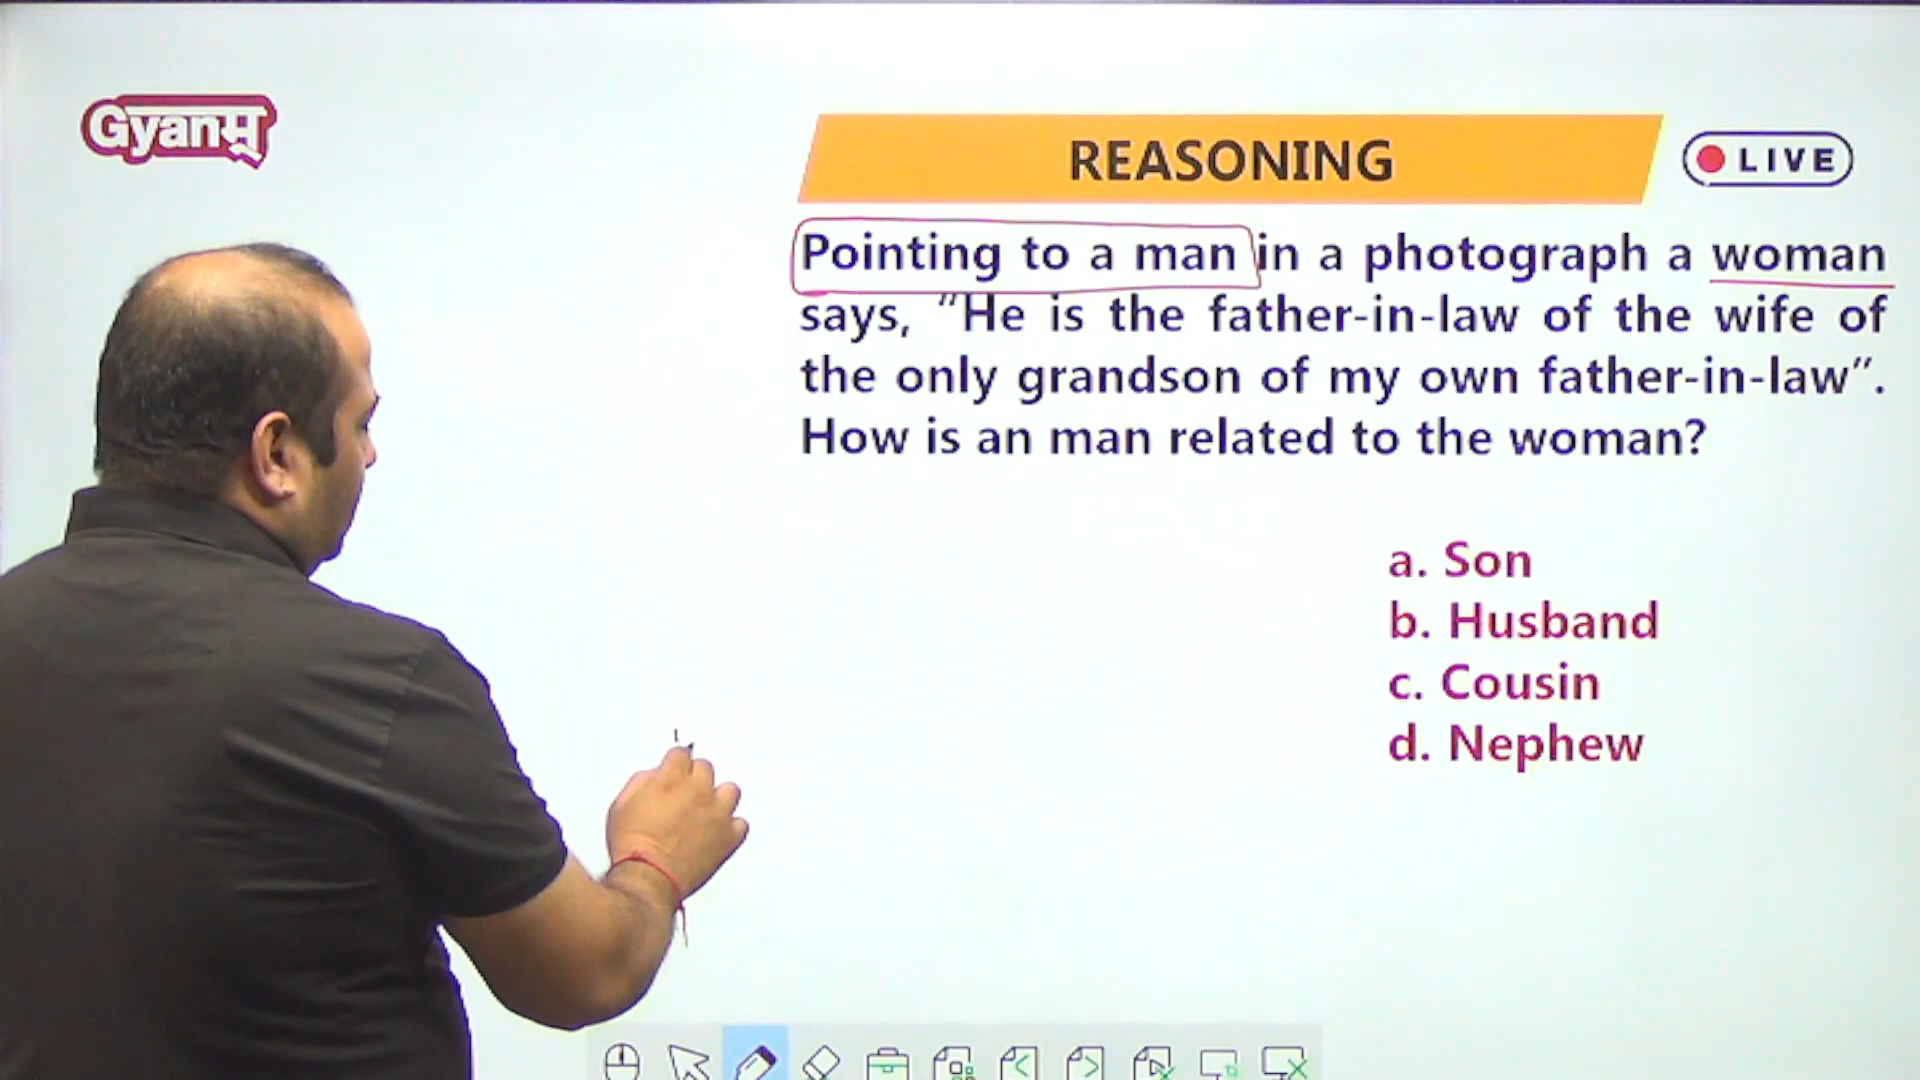 Gyanम्
REASONING
LIVE
Pointing to a man in a photograph a woman
says, “He is the father-in-law of the wife of
the only grandson of my own father-in-law”.
How is an man related to the woman?
a. Son
b. Husband
c. Cousin
d. Nephew